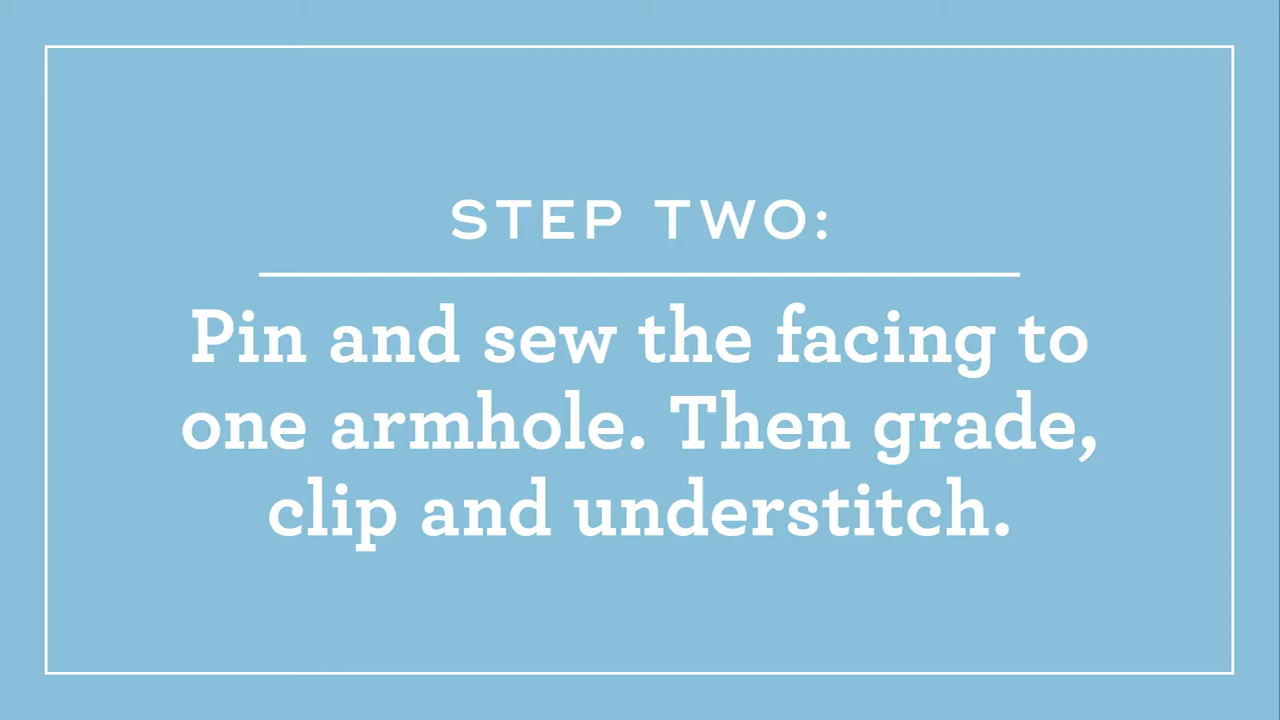 STEP TWO:
Pin and sew the facing to
one armhole. Then grade,
clip and understitch.